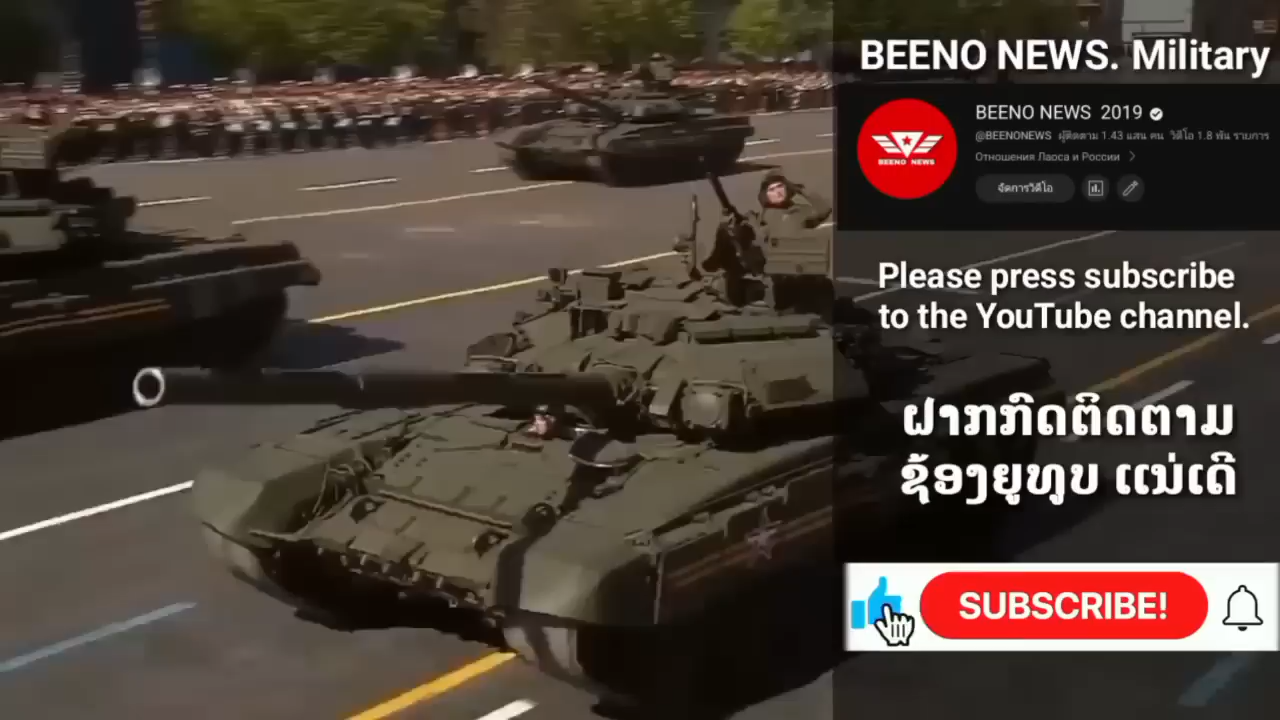 BEENO NEWS. Military
BEENO NEWS 2019
@BEENONEWS ผู้ติดตาม 1.43 แสน คน วิดีโอ 1.8 พัน รายการ
Отношения Лаоса и России
จัดการวิดีโอ
BEENO NEWS
Please press subscribe
to the YouTube channel.
ຝາກກົດຕິດຕາມ
ຊ້ອງຍູທູບ ແນ່ເດີ
SUBSCRIBE!